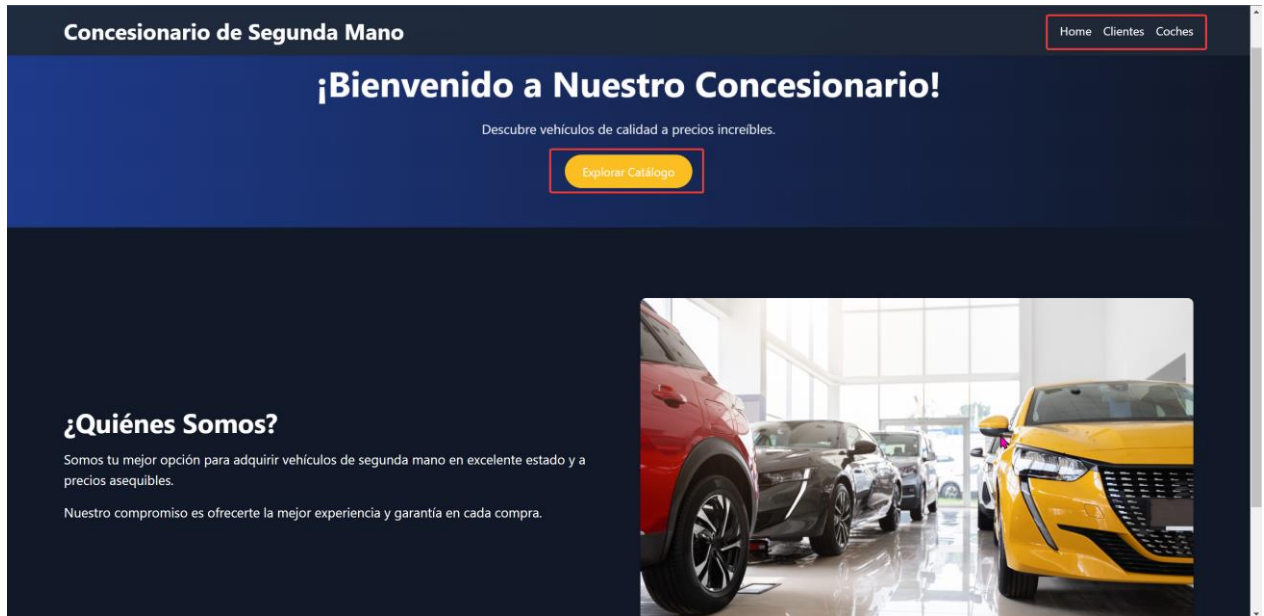 Concesionario de Segunda Mano
Home Clientes Coches
¡Bienvenido a Nuestro Concesionario!
Descubre vehículos de calidad a precios increíbles.
Explorar Catálogo
¿Quiénes Somos?
Somos tu mejor opción para adquirir vehículos de segunda mano en excelente estado y a
precios asequibles.
Nuestro compromiso es ofrecerte la mejor experiencia y garantía en cada compra.